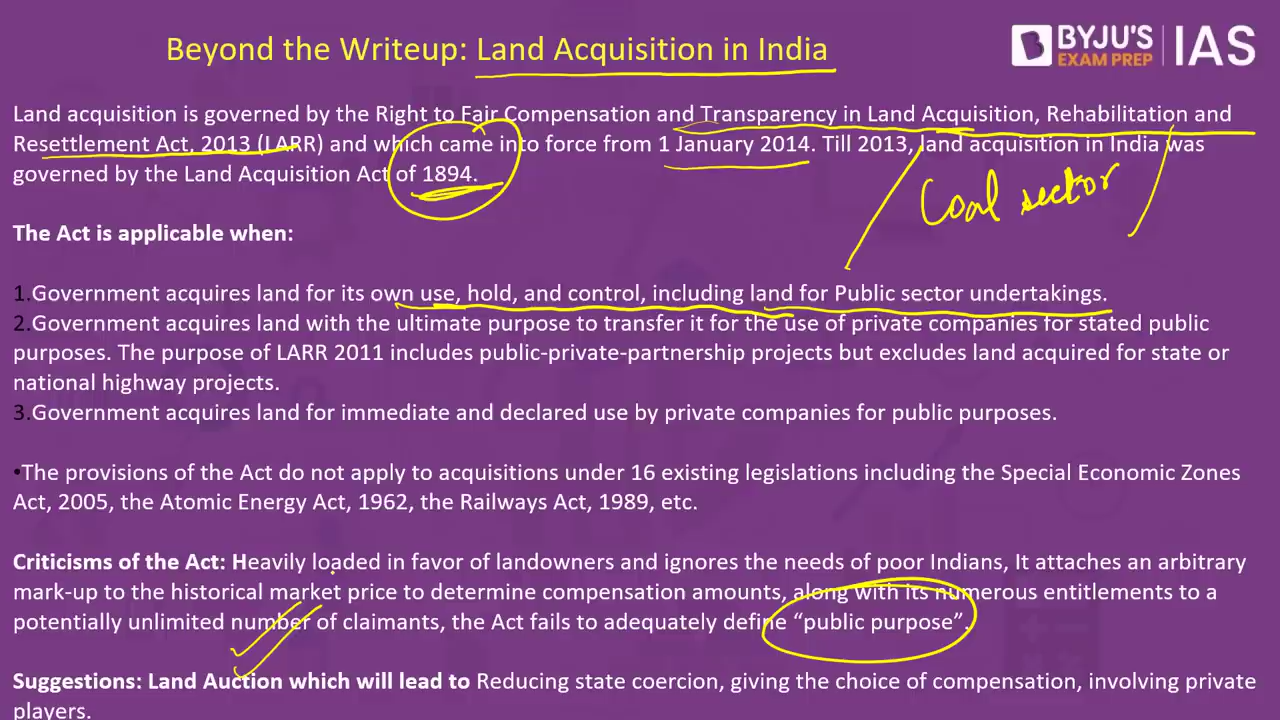 Beyond the Writeup: Land Acquisition in India
BYJU'S
EXAM PREP
IAS
Land acquisition is governed by the Right to Fair Compensation and Transparency in Land Acquisition, Rehabilitation and
Resettlement Act, 2013 (LARR) and which came into force from 1 January 2014. Till 2013, land acquisition in India was
governed by the Land Acquisition Act of 1894.
Coal sector
The Act is applicable when:
1.Government acquires land for its own use, hold, and control, including land for Public sector undertakings.
2.Government acquires land with the ultimate purpose to transfer it for the use of private companies for stated public
purposes. The purpose of LARR 2011 includes public-private-partnership projects but excludes land acquired for state or
national highway projects.
3.Government acquires land for immediate and declared use by private companies for public purposes.
•The provisions of the Act do not apply to acquisitions under 16 existing legislations including the Special Economic Zones
Act, 2005, the Atomic Energy Act, 1962, the Railways Act, 1989, etc.
Criticisms of the Act: Heavily loaded in favor of landowners and ignores the needs of poor Indians, It attaches an arbitrary
mark-up to the historical market price to determine compensation amounts, along with its numerous entitlements to a
potentially unlimited number of claimants, the Act fails to adequately define “public purpose”.
Suggestions: Land Auction which will lead to Reducing state coercion, giving the choice of compensation, involving private
players.